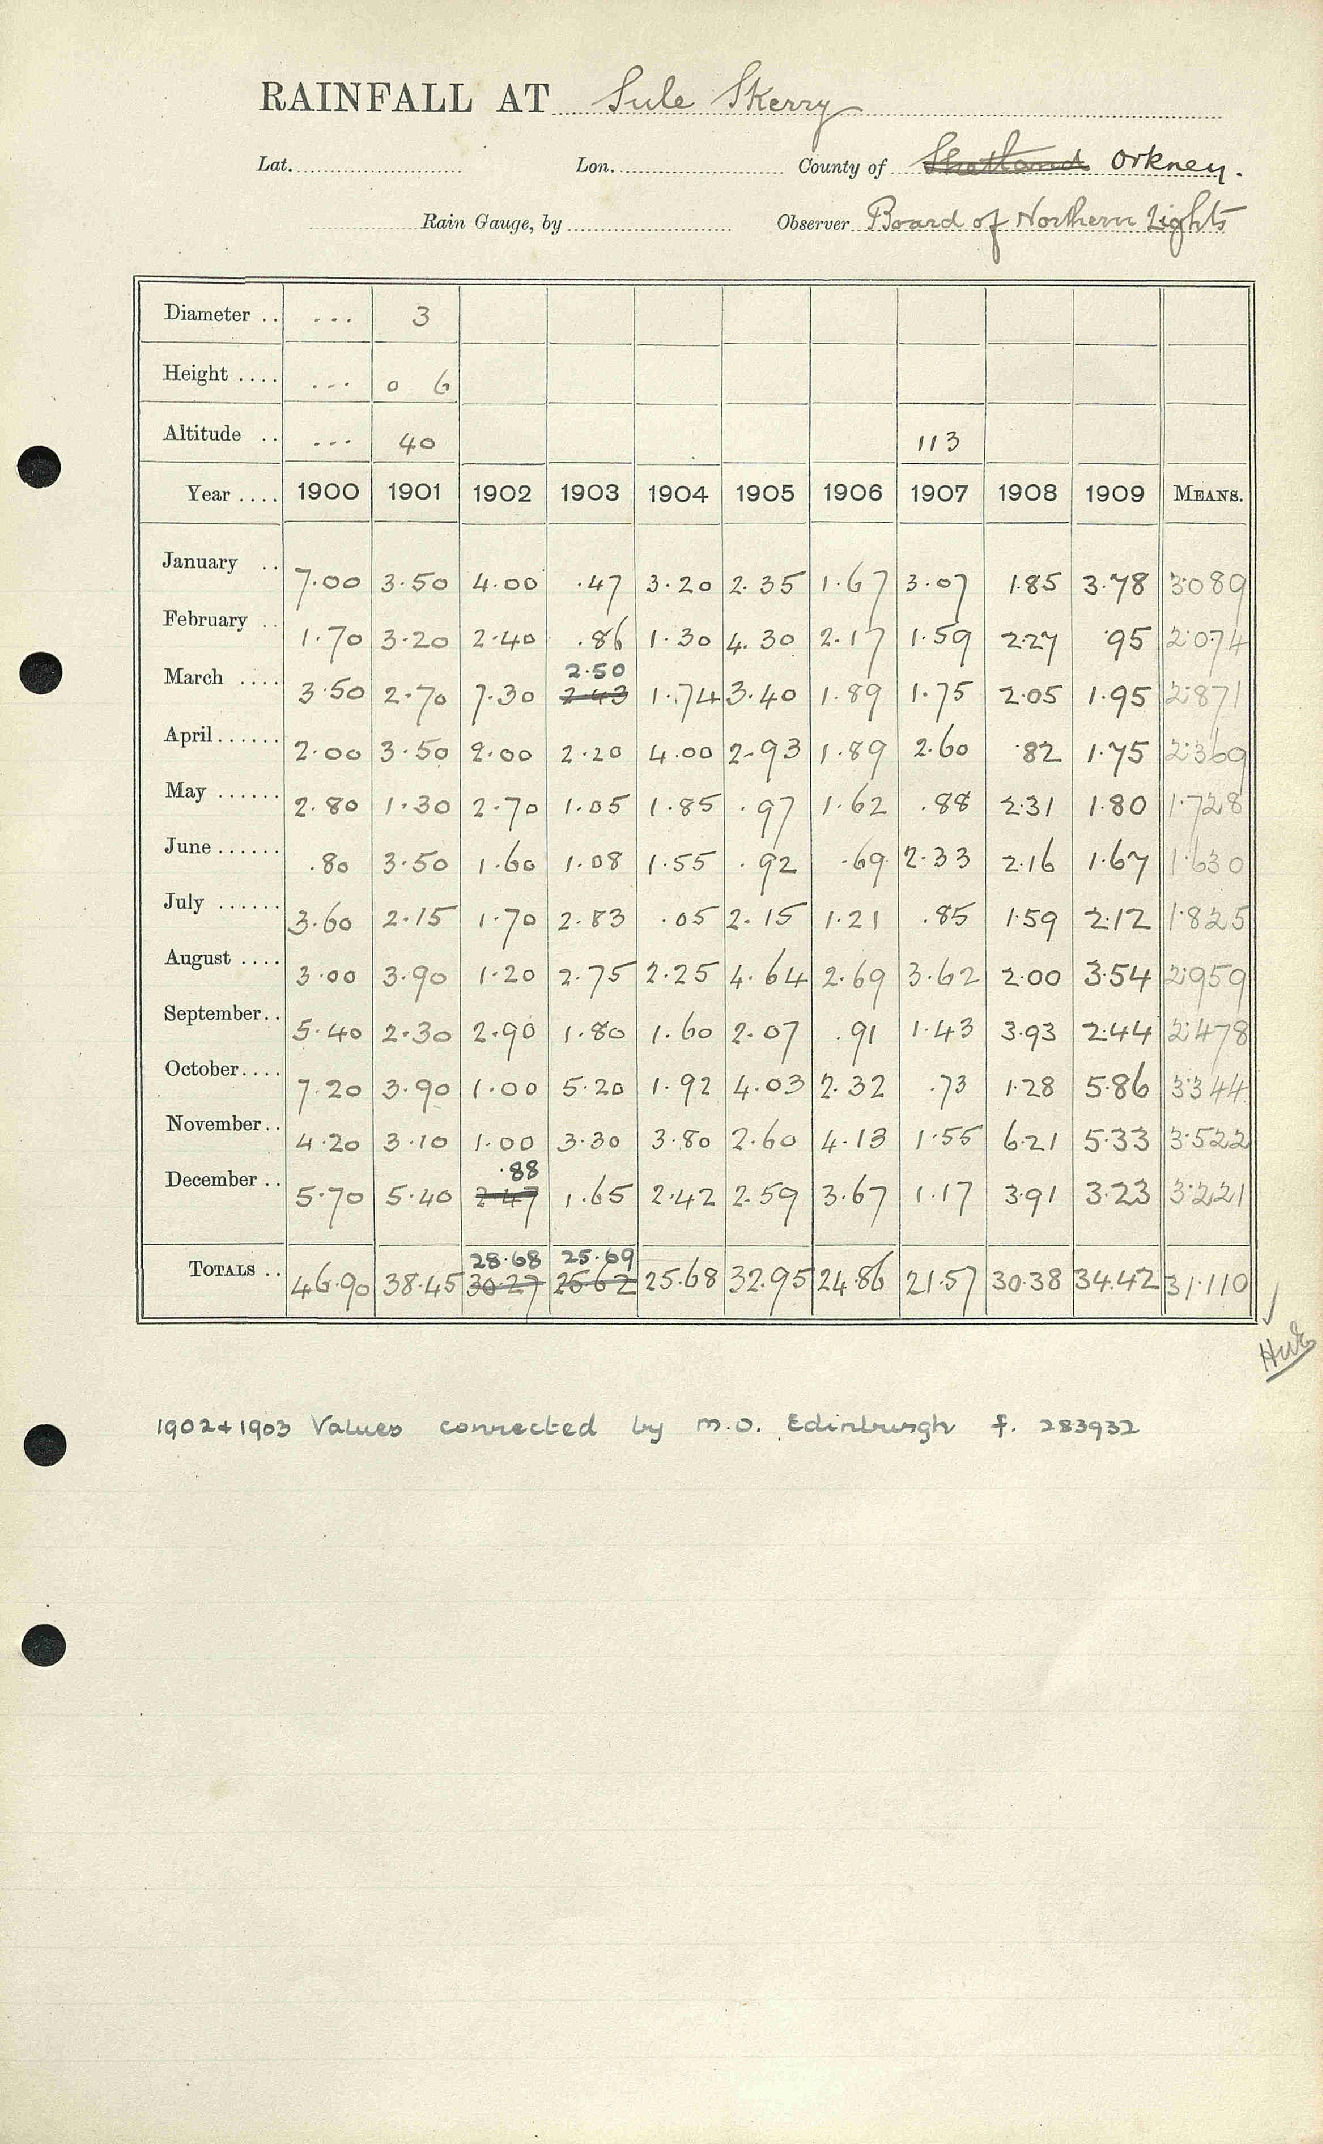 RAINFALL AT Sule Skerry
Lat. Lon. County of Shetland Orkney.
Rain Gauge, by Observer Board of Northern Lights
Diameter .. ... 3
Height .... ... 0 6
Altitude .. ... 40 113
Year .... 1900 1901 1902 1903 1904 1905 1906 1907 1908 1909 MEANS.
January .. 7.00 3.50 4.00 .47 3.20 2.35 1.67 3.07 1.85 3.78 3.089
February .. 1.70 3.20 2.40 .86 1.30 4.30 2.17 1.59 2.27 .95 2.074
2.50
March .... 3.50 2.70 7.30 2.43 1.74 3.40 1.89 1.75 2.05 1.95 2.871
April ...... 2.00 3.50 2.00 2.20 4.00 2.93 1.89 2.60 .82 1.75 2.369
May ...... 2.80 1.30 2.70 1.05 1.85 .97 1.62 .88 2.31 1.80 1.728
June ...... .80 3.50 1.60 1.08 1.55 .92 .69 2.33 2.16 1.67 1.630
July ...... 3.60 2.15 1.70 2.83 .05 2.15 1.21 .85 1.59 2.12 1.825
August .... 3.00 3.90 1.20 2.75 2.25 4.64 2.69 3.62 2.00 3.54 2.959
September .. 5.40 2.30 2.90 1.80 1.60 2.07 .91 1.43 3.93 2.44 2.478
October .... 7.20 3.90 1.00 5.20 1.92 4.03 2.32 .73 1.28 5.86 3.344
November .. 4.20 3.10 1.00 3.30 3.80 2.60 4.13 1.55 6.21 5.33 3.522
.88
December .. 5.70 5.40 2.47 1.65 2.42 2.59 3.67 1.17 3.91 3.23 3.221
28.68 25.69
TOTALS .. 46.90 38.45 30.27 25.62 25.68 32.95 24.86 21.57 30.38 34.42 31.110
1902 + 1903 Values corrected by M.O. Edinburgh f. 283932